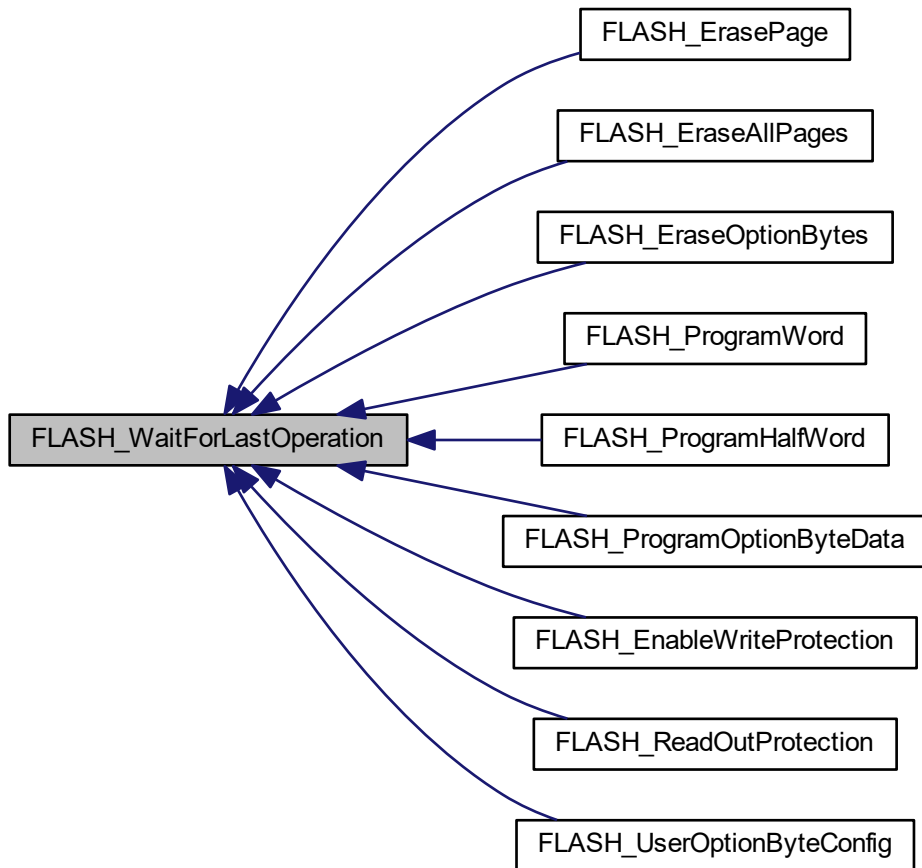 FLASH_ErasePage
FLASH_EraseAllPages
FLASH_EraseOptionBytes
FLASH_ProgramWord
FLASH_WaitForLastOperation
FLASH_ProgramHalfWord
FLASH_ProgramOptionByteData
FLASH_EnableWriteProtection
FLASH_ReadOutProtection
FLASH_UserOptionByteConfig